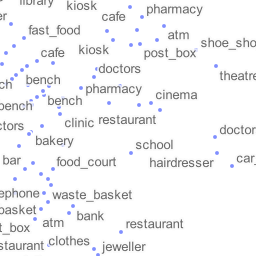 library
kiosk
cafe
pharmacy
fast_food
atm
kiosk
shoe_sho
cafe
post_box
doctors
theatre
bench
pharmacy
cinema
bench
bench
clinic
restaurant
ctors
doctor
bakery
school
bar
food_court
hairdresser
car_
ephone
waste_basket
basket
bank
t_box
atm
restaurant
staurant
clothes
jeweller